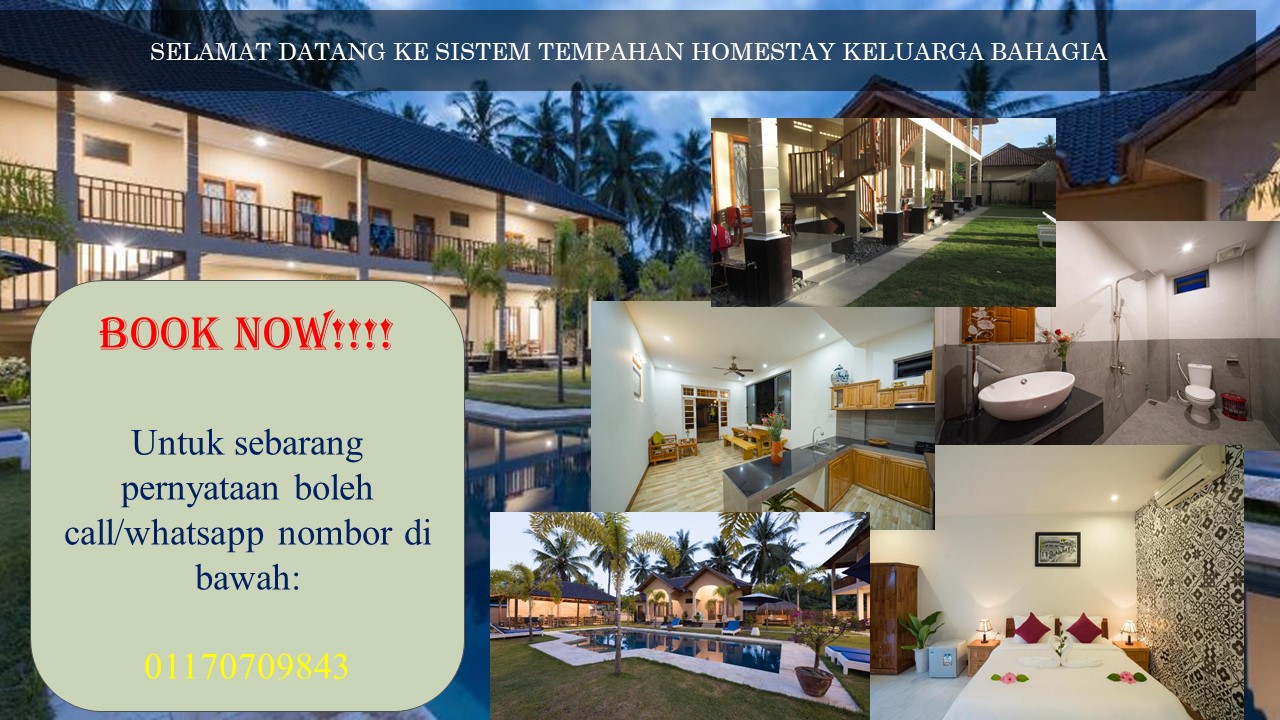 SELAMAT DATANG KE SISTEM TEMPAHAN HOMESTAY KELUARGA BAHAGIA
BOOK NOW!!!!
Untuk sebarang
pernyataan boleh
call/whatsapp nombor di
bawah:
01170709843